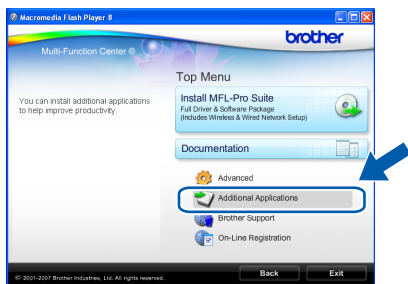 Macromedia Flash Player 8
brother
Multi-Function Center ®
Top Menu
You can install additional applications
to help improve productivity.
Install MFL-Pro Suite
Full Driver & Software Package
(Includes Wireless & Wired Network Setup)
Documentation
Advanced
Additional Applications
Brother Support
On-Line Registration
© 2001-2007 Brother Industries, Ltd. All rights reserved.
Back
Exit